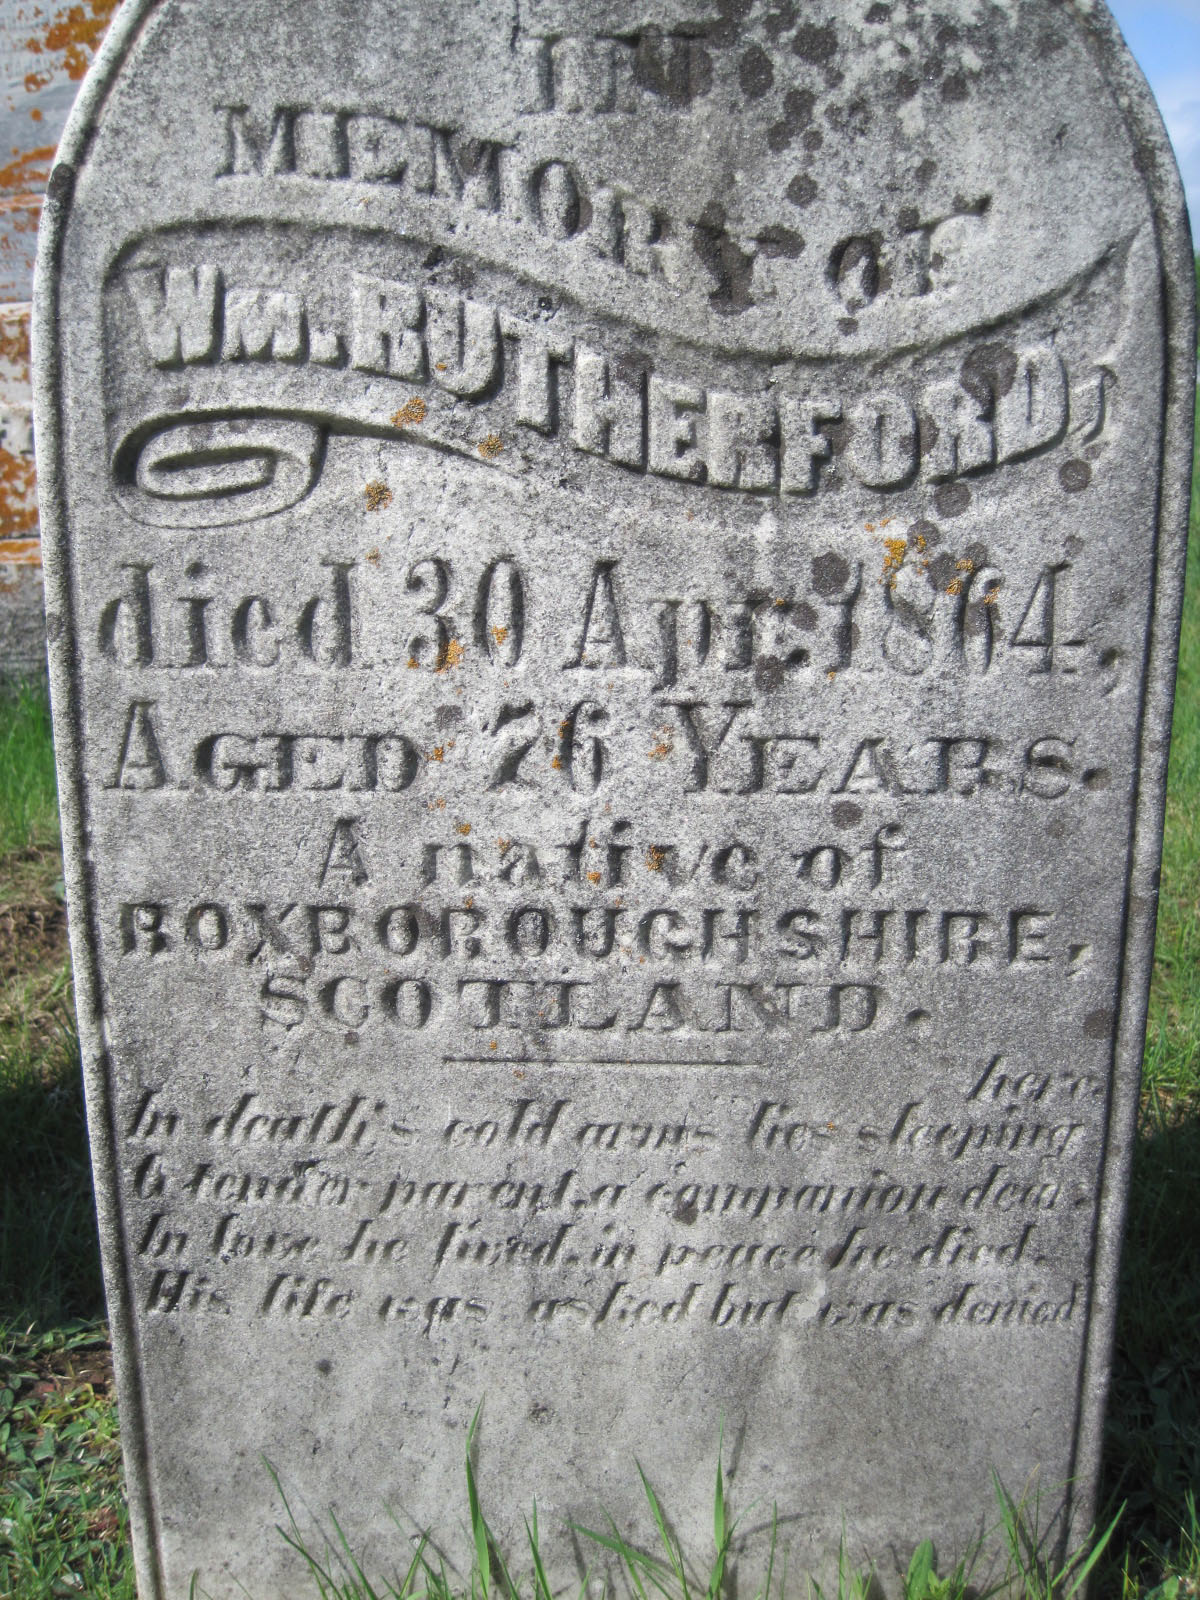 IN
MEMORY OF
WM. RUTHERFORD,
died 30 Apr. 1864,
AGED 76 YEARS.
A native of
ROXBOROUGHSHIRE,
SCOTLAND.
here
In death's cold arms lies sleeping
A tender parent, a companion dear.
In love he lived, in peace he died.
His life was asked but was denied